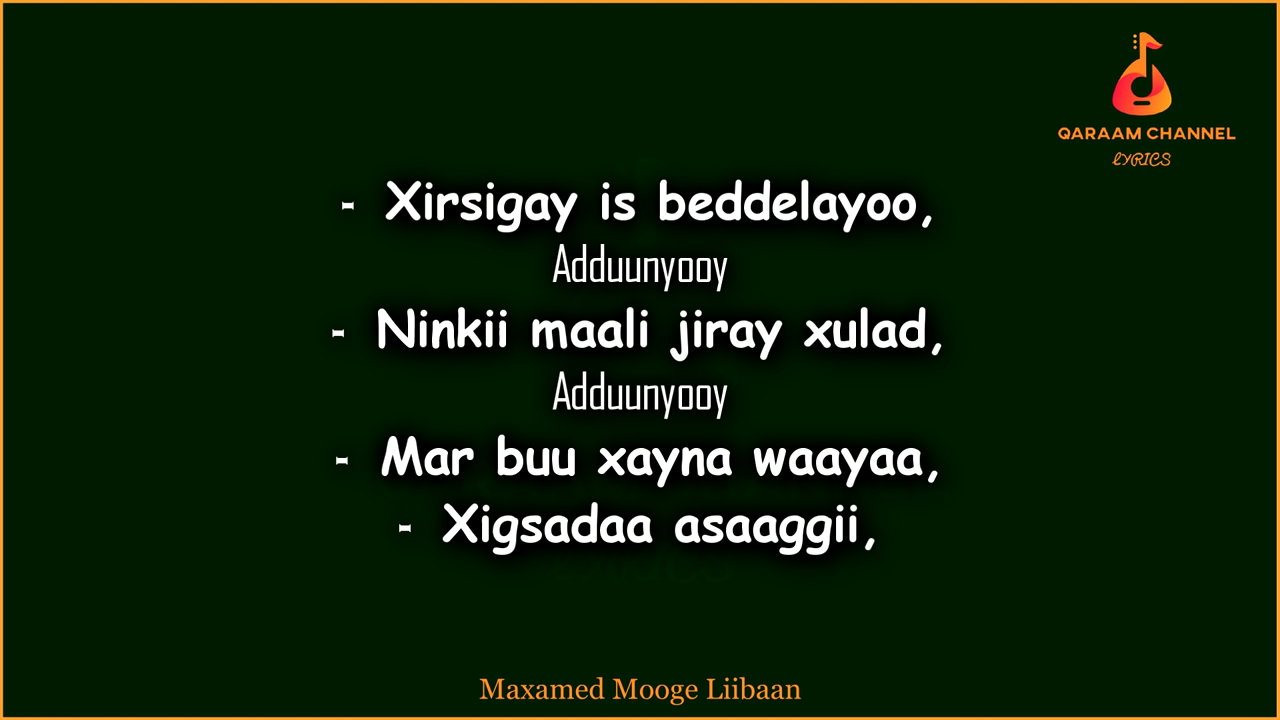 QARAAM CHANNEL
LYRICS
- Xirsigay is beddelayoo,
Adduunyooy
- Ninkii maali jiray xulad,
Adduunyooy
- Mar buu xayna waayaa,
- Xigsadaa asaaggii,
Maxamed Mooge Liibaan